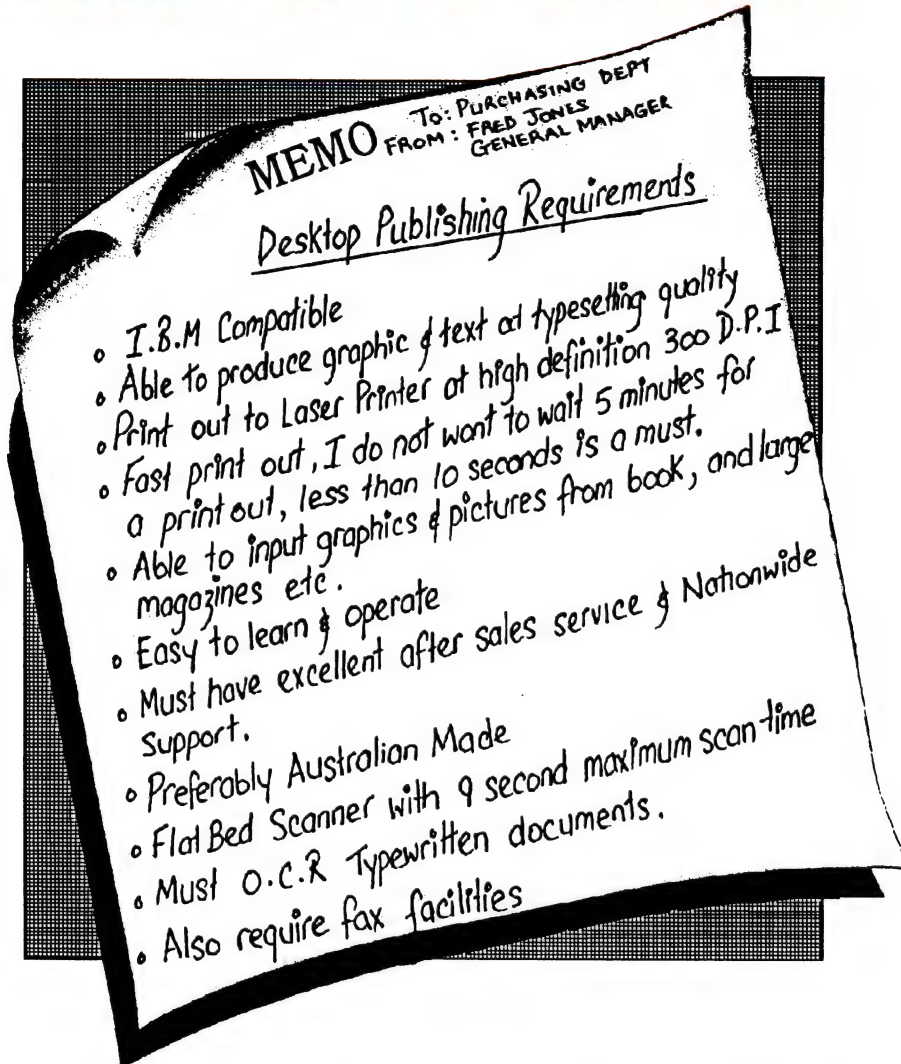 MEMO To: PURCHASING DEPT
FROM: FRED JONES
GENERAL MANAGER
Desktop Publishing Requirements
• I.B.M Compatible
• Able to produce graphic & text at typesetting quality
• Print out to Laser Printer at high definition 300 D.P.I
• Fast print out, I do not want to wait 5 minutes for
a print out, less than 10 seconds is a must.
• Able to input graphics & pictures from book, and large
magazines etc.
• Easy to learn & operate
• Must have excellent after sales service & Nationwide
Support.
• Preferably Australian Made
• Flat Bed Scanner with 9 second maximum scan-time
• Must O.C.R Typewritten documents.
• Also require fax facilities